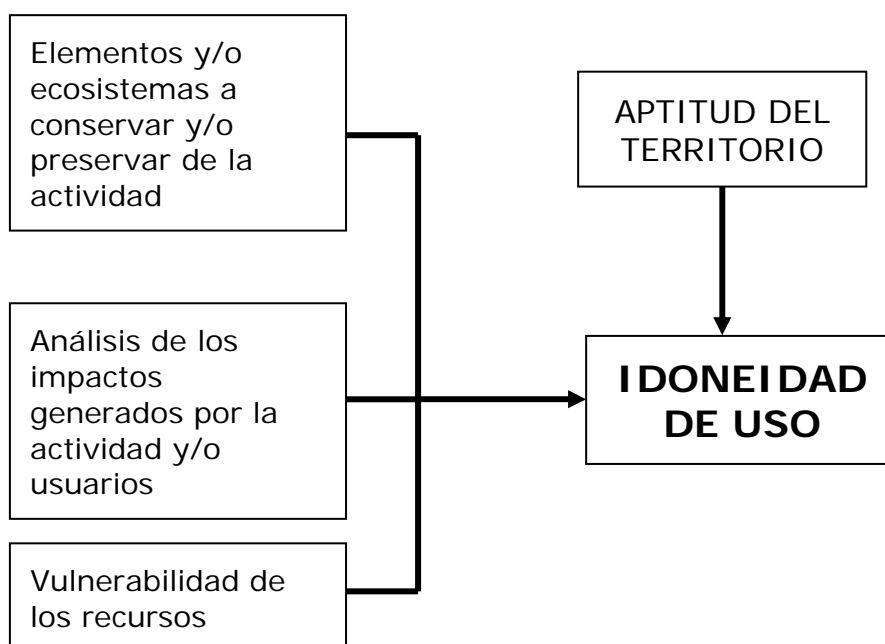 Elementos y/o
ecosistemas a
conservar y/o
preservar de la
actividad
APTITUD DEL
TERRITORIO
Análisis de los
impactos
generados por la
actividad y/o
usuarios
IDONEIDAD
DE USO
Vulnerabilidad de
los recursos